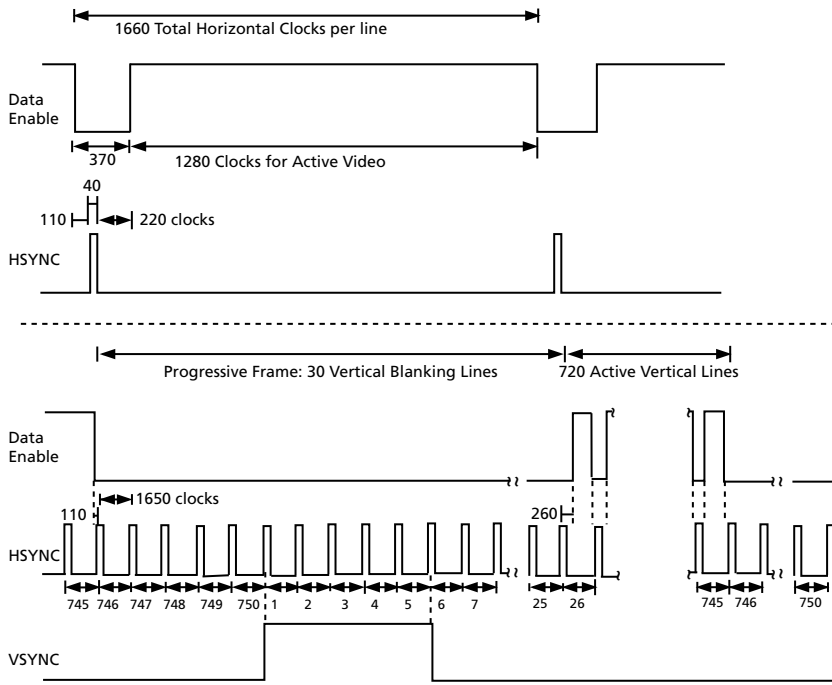 1660 Total Horizontal Clocks per line
Data
Enable
370
1280 Clocks for Active Video
40
110
220 clocks
HSYNC
Progressive Frame: 30 Vertical Blanking Lines
720 Active Vertical Lines
Data
Enable
1650 clocks
110
260
HSYNC
745 746 747 748 749 750 1 2 3 4 5 6 7 25 26 745 746 750
VSYNC